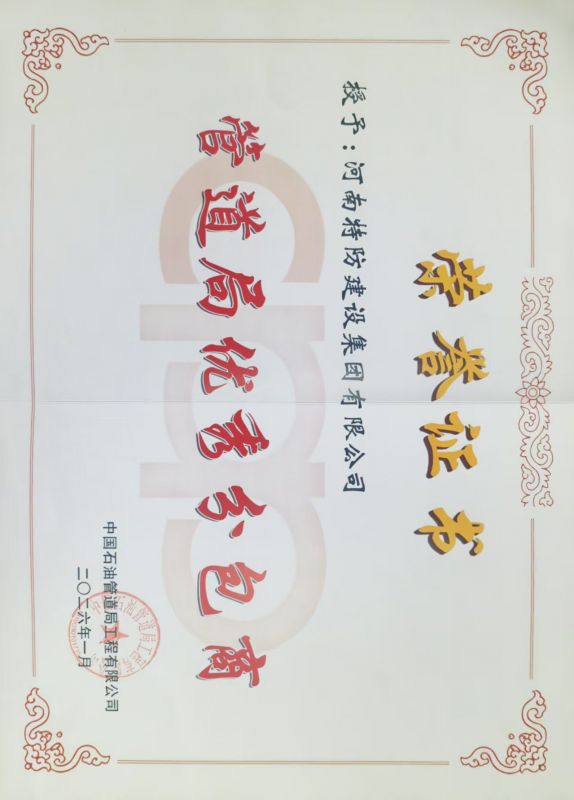 荣誉证书
授予：河南特防建设集团有限公司
管道局优秀分包商
中国石油管道局工程有限公司
二〇二六年一月